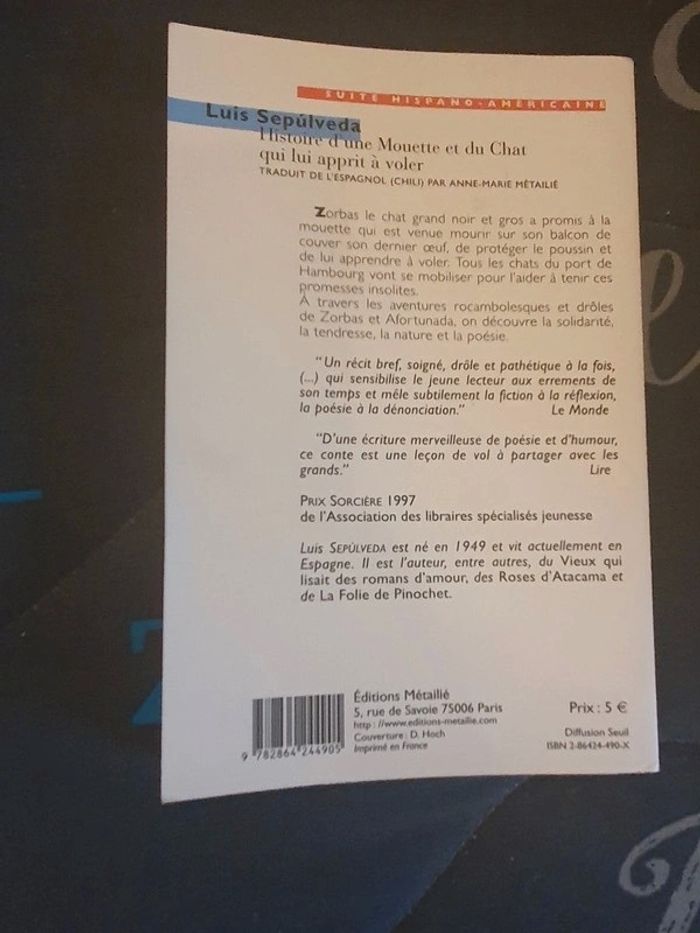 SUITE HISPANO-AMÉRICAINE
Luis Sepúlveda
Histoire d'une Mouette et du Chat
qui lui apprit à voler
TRADUIT DE L'ESPAGNOL (CHILI) PAR ANNE-MARIE MÉTAILIÉ
Zorbas le chat grand noir et gros a promis à la
mouette qui est venue mourir sur son balcon de
couver son dernier œuf, de protéger le poussin et
de lui apprendre à voler. Tous les chats du port de
Hambourg vont se mobiliser pour l'aider à tenir ces
promesses insolites.
À travers les aventures rocambolesques et drôles
de Zorbas et Afortunada, on découvre la solidarité,
la tendresse, la nature et la poésie.
"Un récit bref, soigné, drôle et pathétique à la fois,
(...) qui sensibilise le jeune lecteur aux errements de
son temps et mêle subtilement la fiction à la réflexion,
la poésie à la dénonciation." Le Monde
"D'une écriture merveilleuse de poésie et d'humour,
ce conte est une leçon de vol à partager avec les
grands." Lire
PRIX SORCIÈRE 1997
de l'Association des libraires spécialisés jeunesse
Luis SEPÚLVEDA est né en 1949 et vit actuellement en
Espagne. Il est l'auteur, entre autres, du Vieux qui
lisait des romans d'amour, des Roses d'Atacama et
de La Folie de Pinochet.
9 782864 244905
Éditions Métailié
5, rue de Savoie 75006 Paris
http://www.editions-metailie.com
Couverture : D. Hoch
Imprimé en France
Prix : 5 €
Diffusion Seuil
ISBN 2-86424-490-X